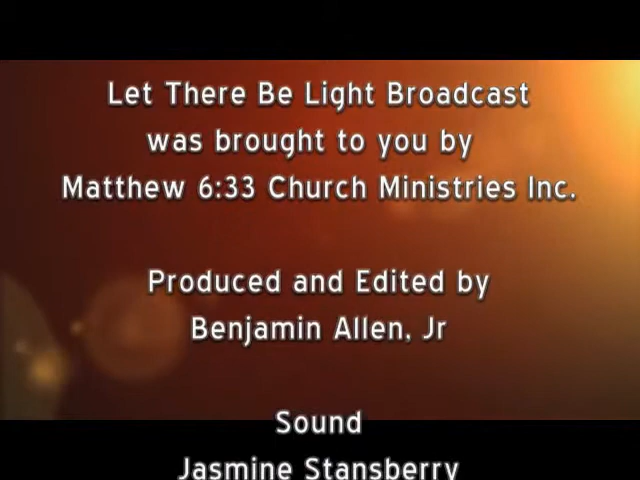 Let There Be Light Broadcast
was brought to you by
Matthew 6:33 Church Ministries Inc.
Produced and Edited by
Benjamin Allen, Jr
Sound
Jasmine Stansberry